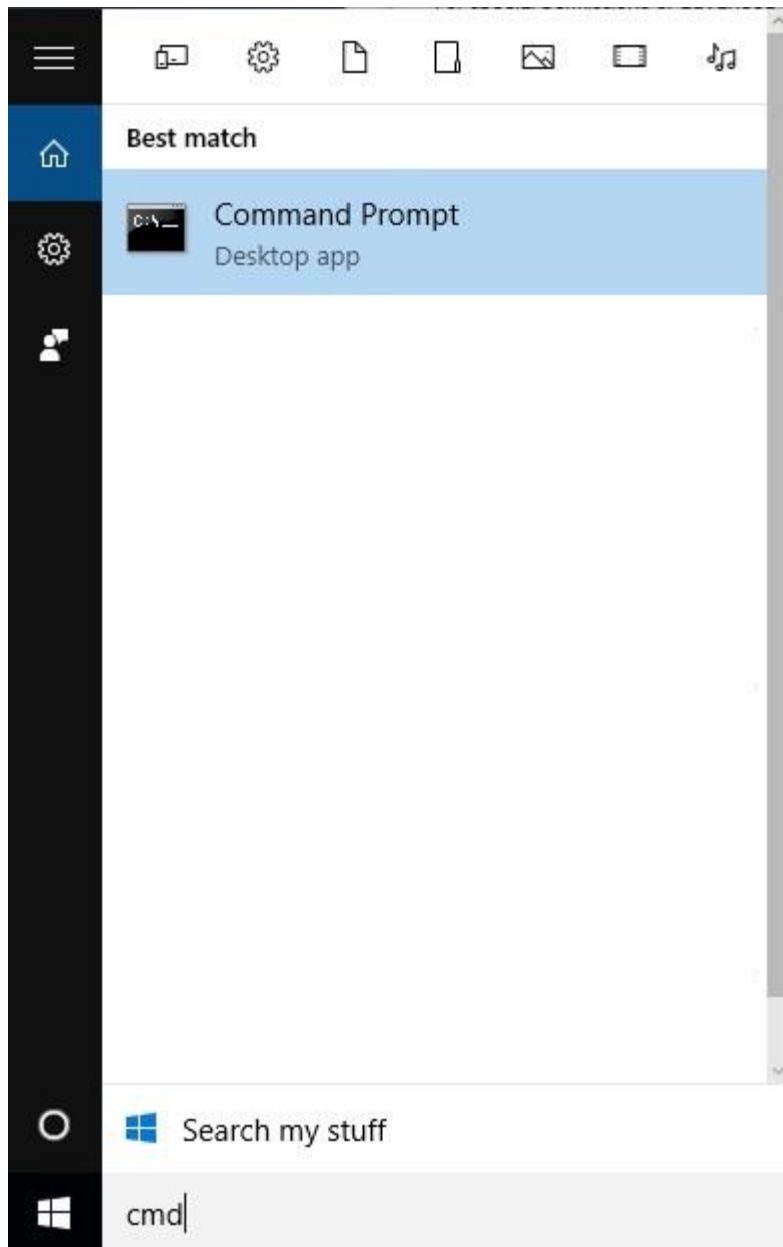 Best match
C:\_
Command Prompt
Desktop app
Search my stuff
cmd